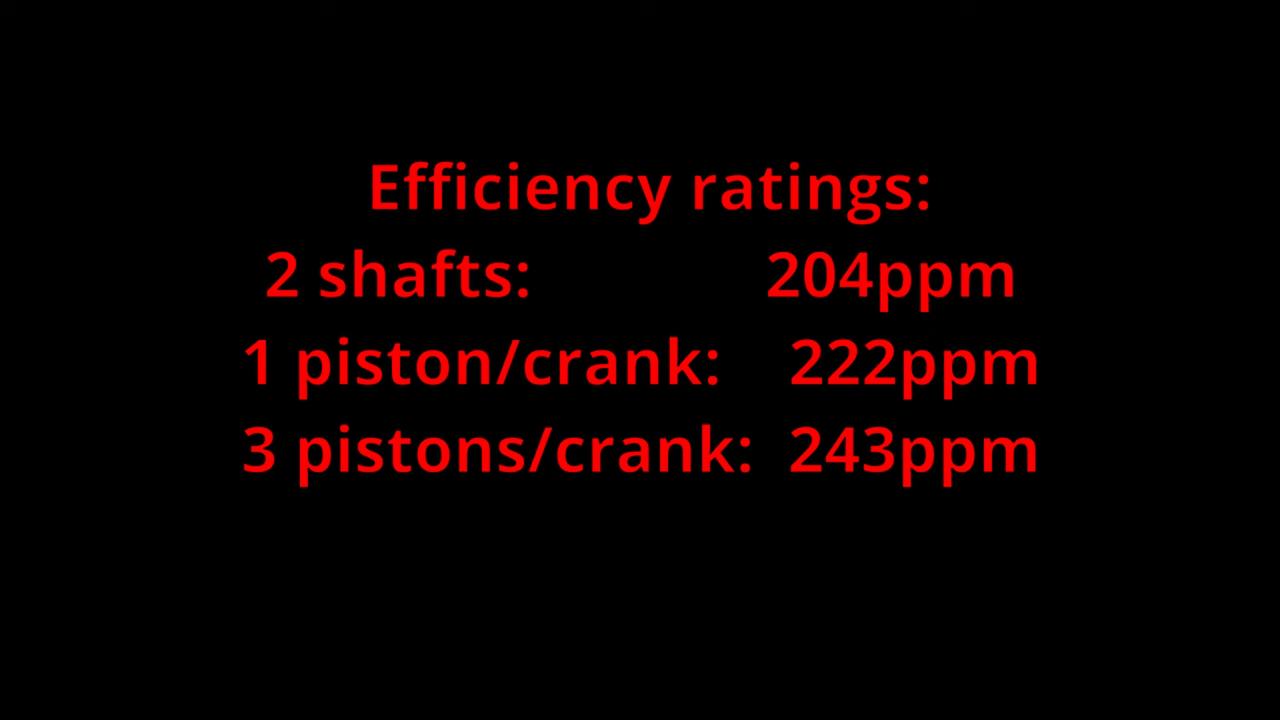 Efficiency ratings:
2 shafts: 204ppm
1 piston/crank: 222ppm
3 pistons/crank: 243ppm